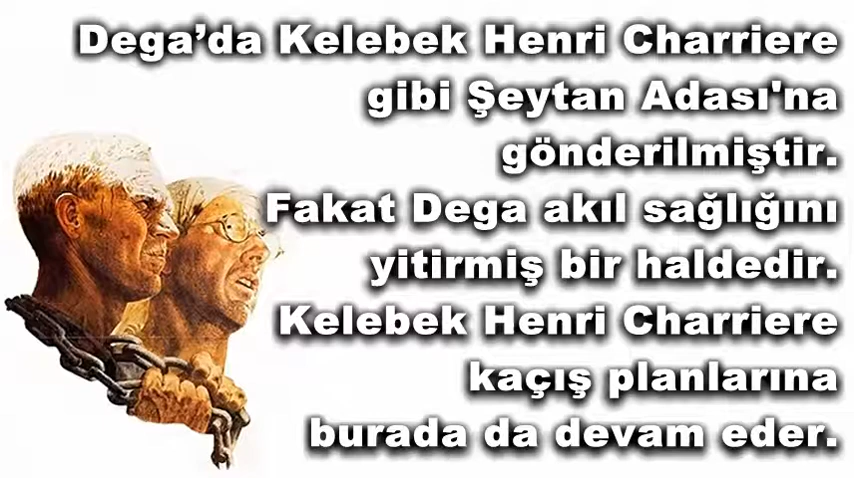 Dega’da Kelebek Henri Charriere
gibi Şeytan Adası'na
gönderilmiştir.
Fakat Dega akıl sağlığını
yitirmiş bir haldedir.
Kelebek Henri Charriere
kaçış planlarına
burada da devam eder.